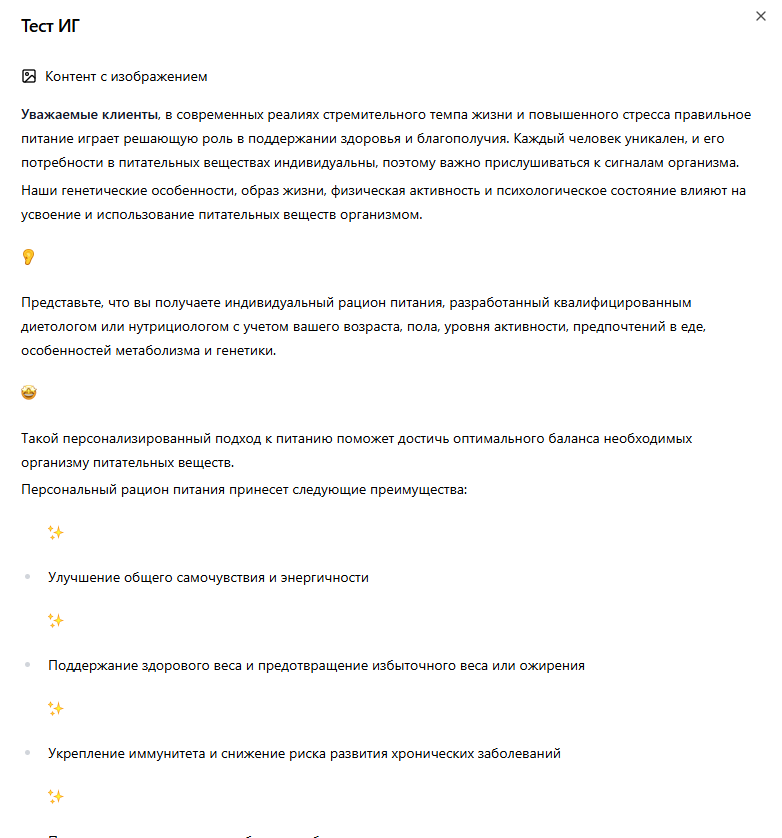 Тест ИГ
Контент с изображением
Уважаемые клиенты, в современных реалиях стремительного темпа жизни и повышенного стресса правильное
питание играет решающую роль в поддержании здоровья и благополучия. Каждый человек уникален, и его
потребности в питательных веществах индивидуальны, поэтому важно прислушиваться к сигналам организма.
Наши генетические особенности, образ жизни, физическая активность и психологическое состояние влияют на
усвоение и использование питательных веществ организмом.
Представьте, что вы получаете индивидуальный рацион питания, разработанный квалифицированным
диетологом или нутрициологом с учетом вашего возраста, пола, уровня активности, предпочтений в еде,
особенностей метаболизма и генетики.
Такой персонализированный подход к питанию поможет достичь оптимального баланса необходимых
организму питательных веществ.
Персональный рацион питания принесет следующие преимущества:
Улучшение общего самочувствия и энергичности
Поддержание здорового веса и предотвращение избыточного веса или ожирения
Укрепление иммунитета и снижение риска развития хронических заболеваний